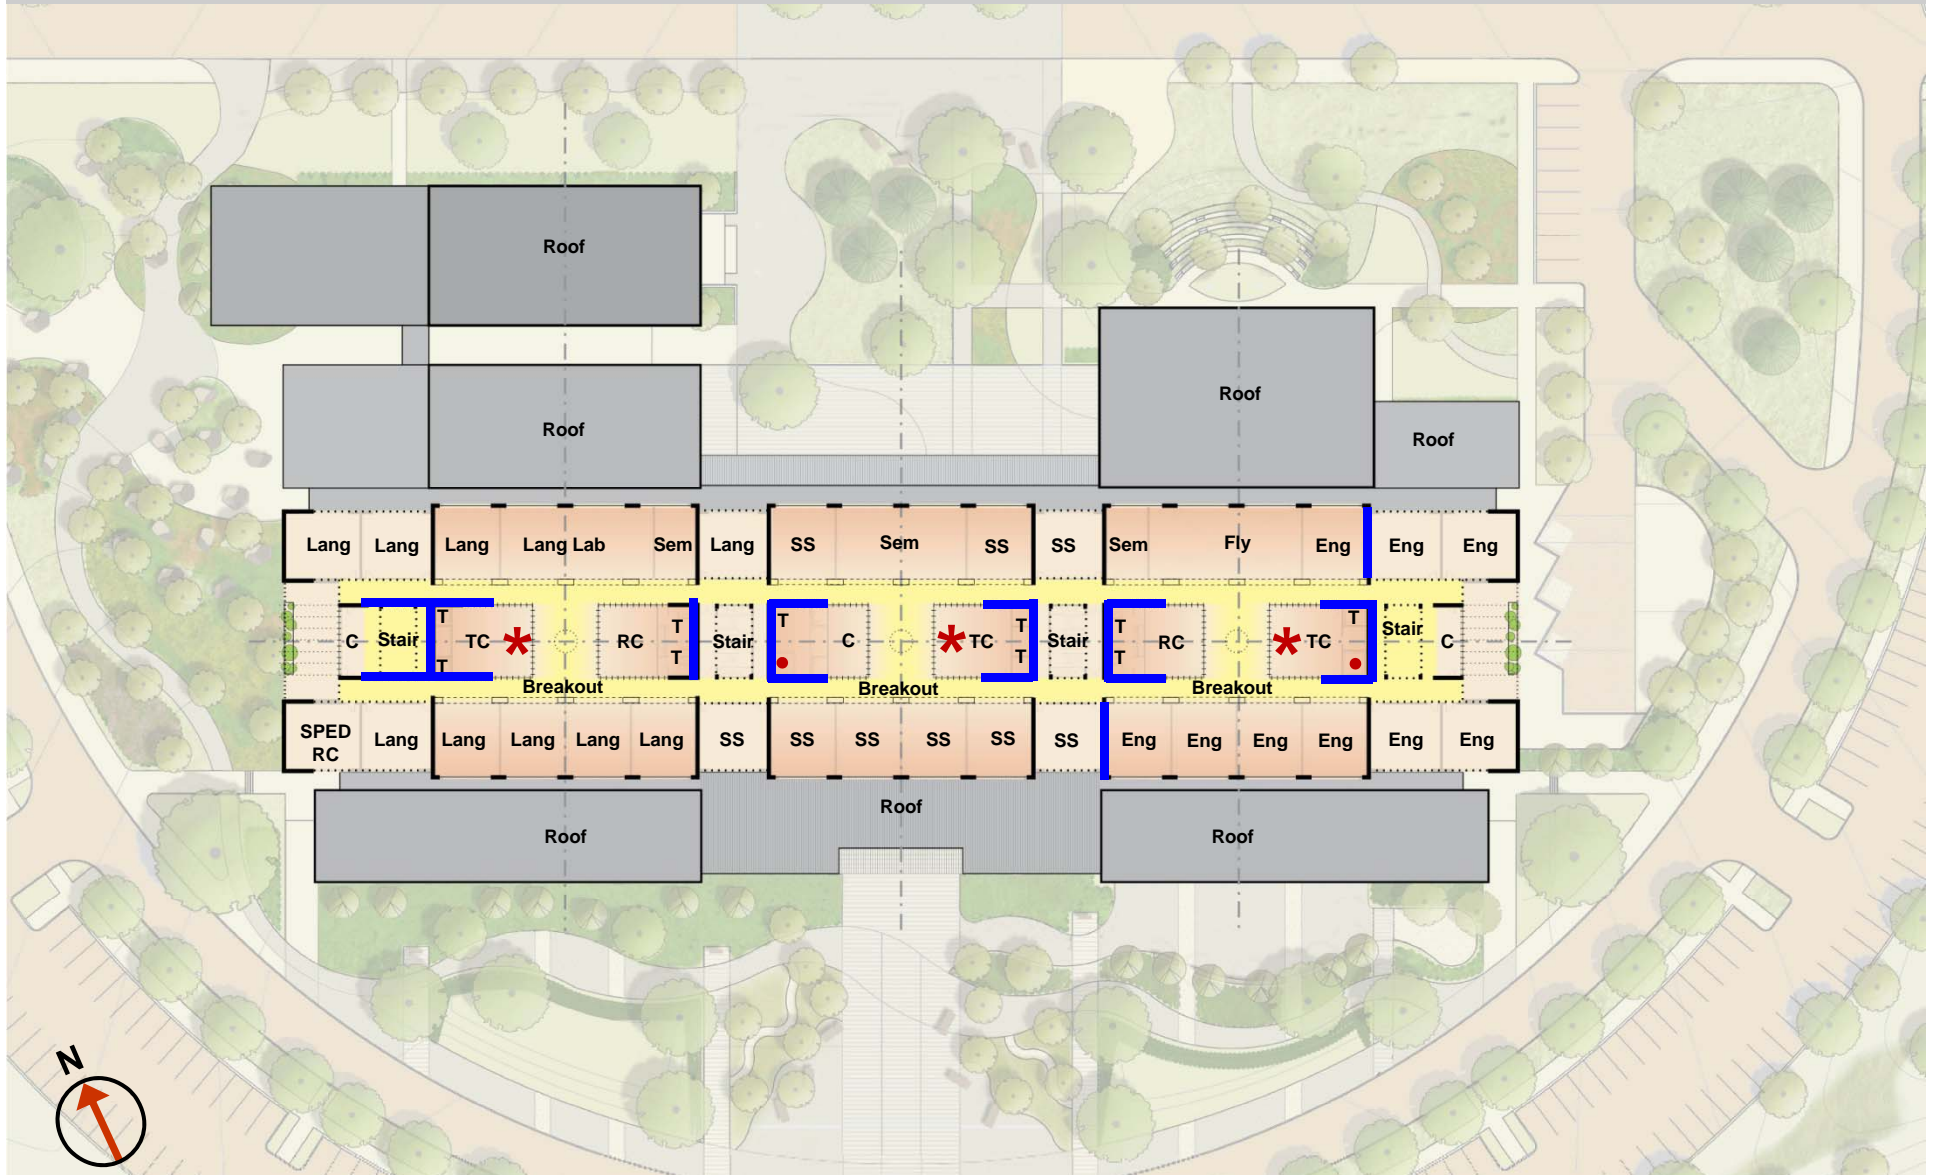 Roof
Roof
Roof
Roof
Lang Lang Lang Lang Lab Sem Lang SS Sem SS SS Sem Fly Eng Eng Eng
T T T T T T
C Stair TC * RC Stair C * TC Stair RC * TC Stair C
T T T T
Breakout Breakout Breakout
SPED
RC Lang Lang Lang Lang Lang SS SS SS SS SS SS Eng Eng Eng Eng Eng Eng
Roof
Roof Roof
N